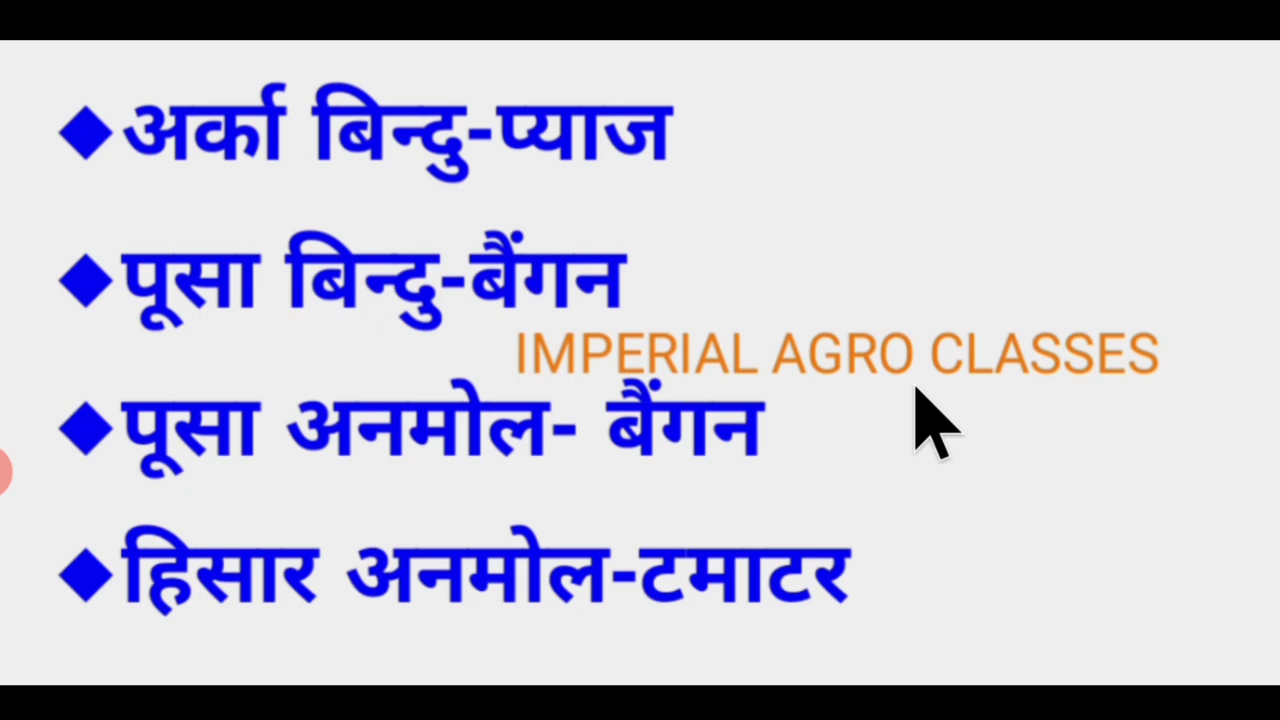 ◆अर्का बिन्दु-प्याज
◆पूसा बिन्दु-बैंगन
IMPERIAL AGRO CLASSES
◆पूसा अनमोल- बैंगन
◆हिसार अनमोल-टमाटर